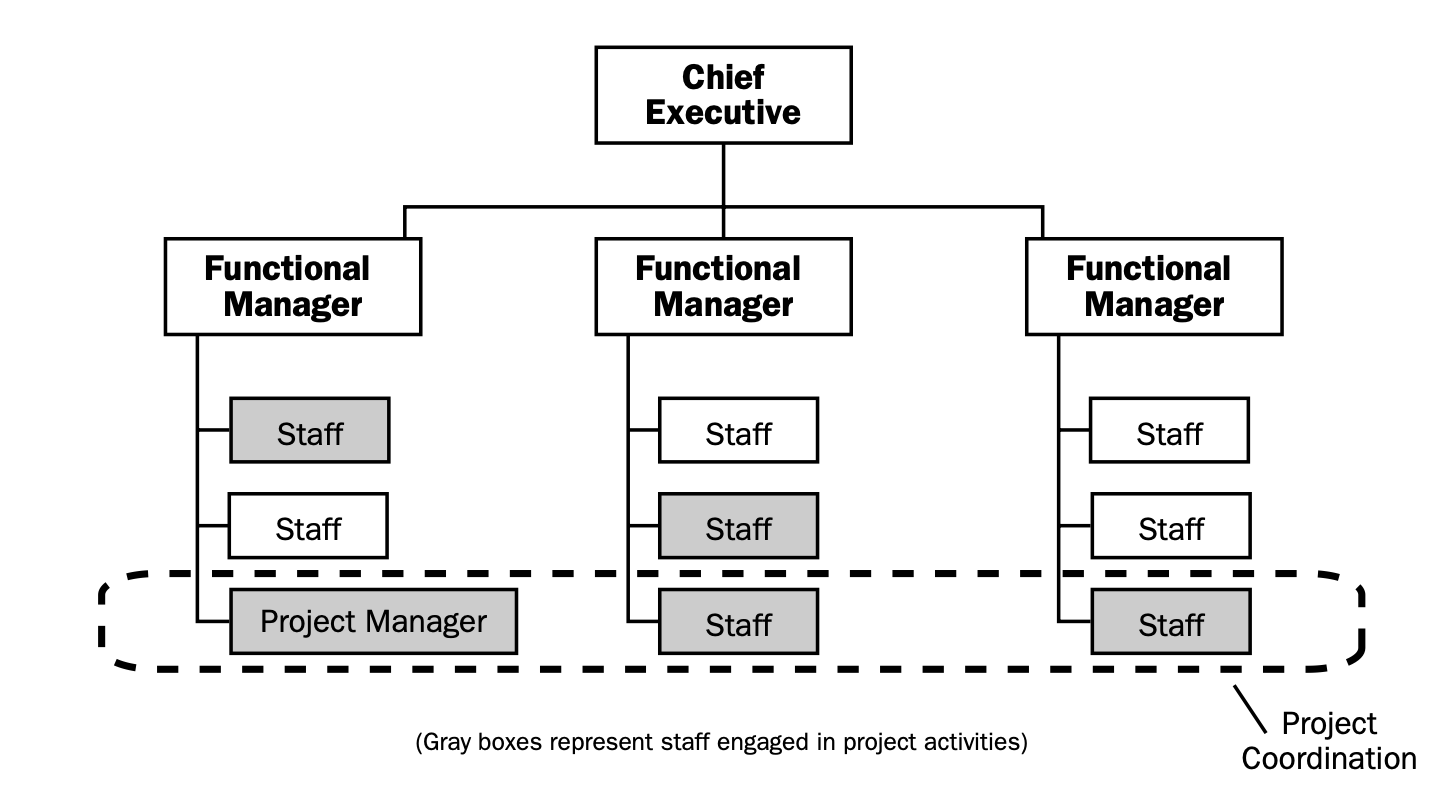 Chief
Executive
Functional
Manager
Functional
Manager
Functional
Manager
Staff
Staff
Staff
Staff
Staff
Staff
Project Manager
Staff
Staff
(Gray boxes represent staff engaged in project activities)
Project
Coordination